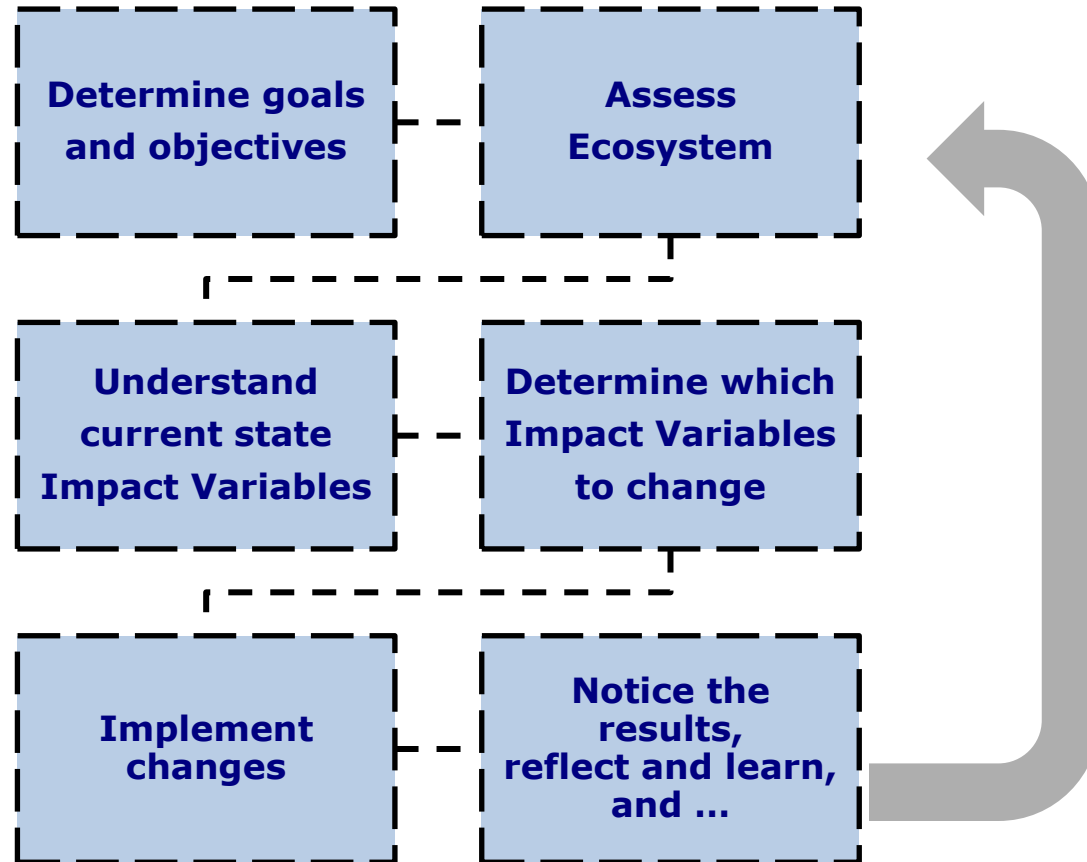 Determine goals
and objectives
Assess
Ecosystem
Understand
current state
Impact Variables
Determine which
Impact Variables
to change
Implement
changes
Notice the
results,
reflect and learn,
and ...